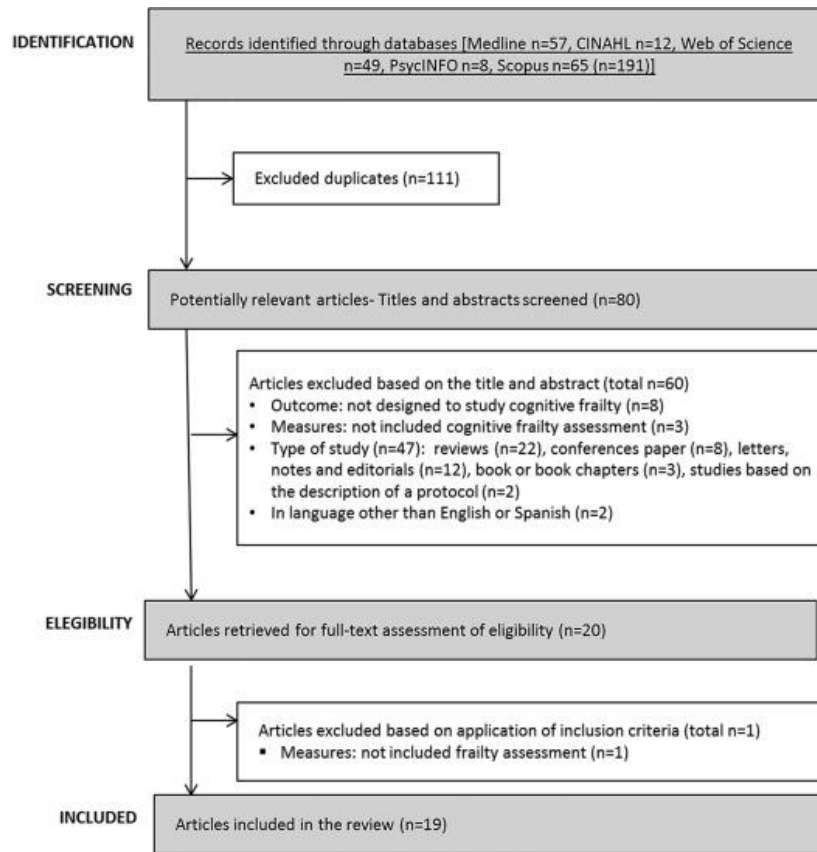 IDENTIFICATION
Records identified through databases [Medline n=57, CINAHL n=12, Web of Science
n=49, PsycINFO n=8, Scopus n=65 (n=191)]
Excluded duplicates (n=111)
SCREENING
Potentially relevant articles- Titles and abstracts screened (n=80)
Articles excluded based on the title and abstract (total n=60)
• Outcome: not designed to study cognitive frailty (n=8)
• Measures: not included cognitive frailty assessment (n=3)
• Type of study (n=47): reviews (n=22), conferences paper (n=8), letters,
notes and editorials (n=12), book or book chapters (n=3), studies based on
the description of a protocol (n=2)
• In language other than English or Spanish (n=2)
ELEGIBILITY
Articles retrieved for full-text assessment of eligibility (n=20)
Articles excluded based on application of inclusion criteria (total n=1)
▪ Measures: not included frailty assessment (n=1)
INCLUDED
Articles included in the review (n=19)